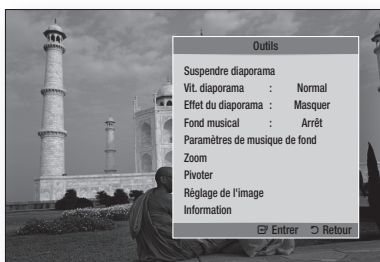 Outils
Suspendre diaporama
Vit. diaporama : Normal
Effet du diaporama : Masquer
Fond musical : Arrêt
Paramètres de musique de fond
Zoom
Pivoter
Réglage de l'image
Information
Entrer Retour